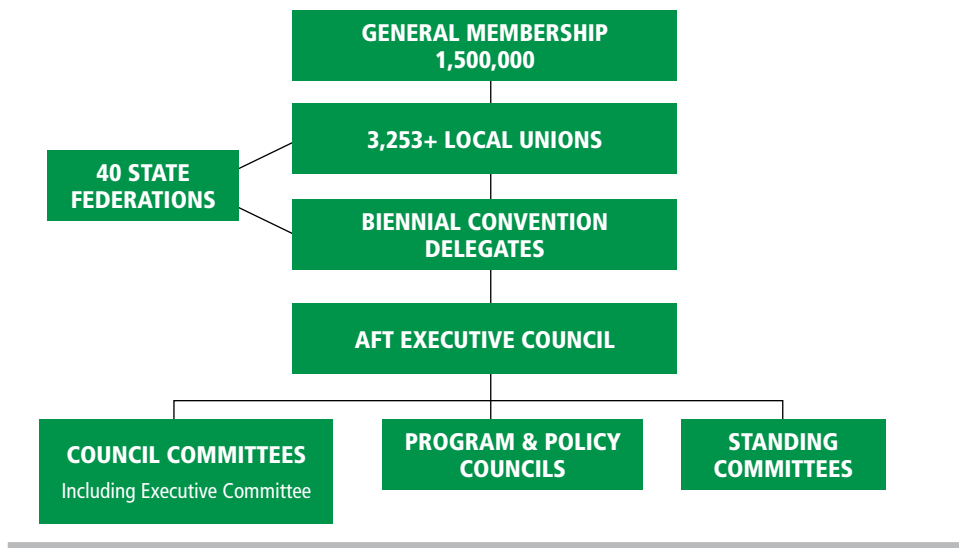 GENERAL MEMBERSHIP
1,500,000
3,253+ LOCAL UNIONS
40 STATE
FEDERATIONS
BIENNIAL CONVENTION
DELEGATES
AFT EXECUTIVE COUNCIL
COUNCIL COMMITTEES
Including Executive Committee
PROGRAM & POLICY
COUNCILS
STANDING
COMMITTEES